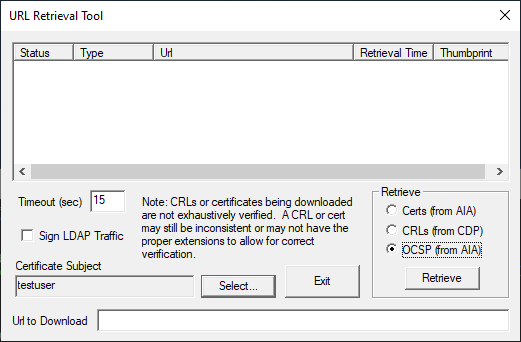 URL Retrieval Tool
Status Type Url Retrieval Time Thumbprint
Timeout (sec) 15
Note: CRLs or certificates being downloaded
are not exhaustively verified. A CRL or cert
may still be inconsistent or may not have the
proper extensions to allow for correct
verification.
Sign LDAP Traffic
Retrieve
Certs (from AIA)
CRLs (from CDP)
OCSP (from AIA)
Retrieve
Certificate Subject
testuser
Select...
Exit
Url to Download